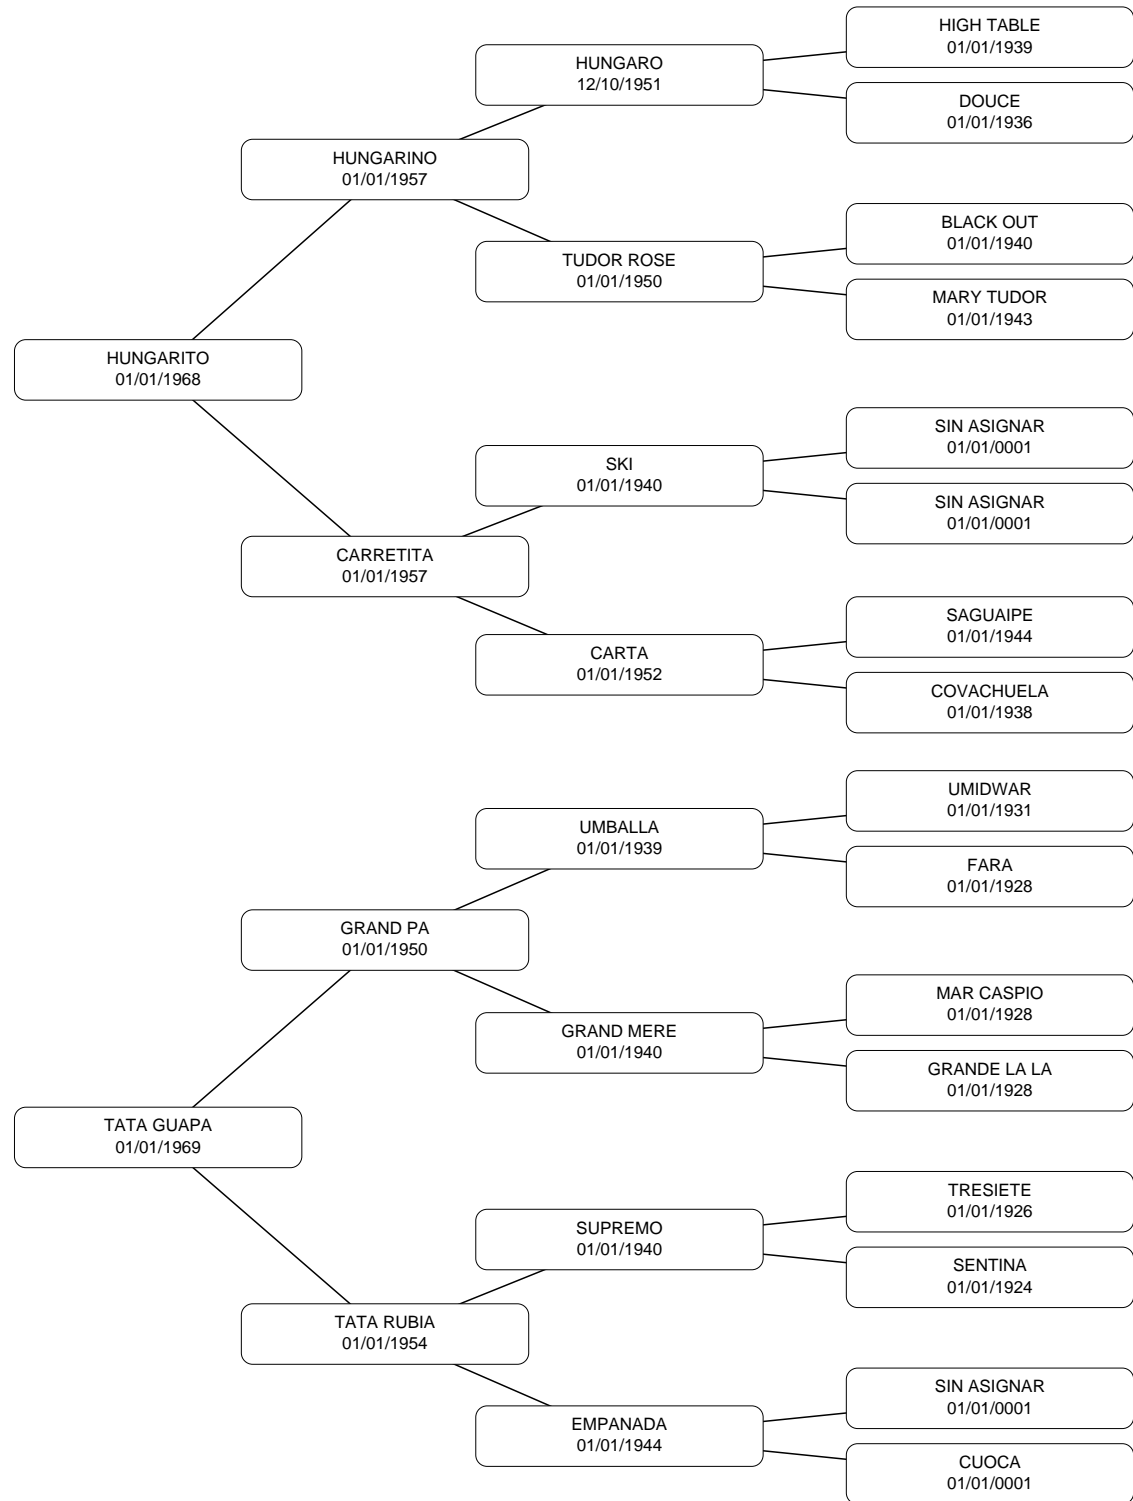 HIGH TABLE
01/01/1939
HUNGARO
12/10/1951
DOUCE
01/01/1936
HUNGARINO
01/01/1957
BLACK OUT
01/01/1940
TUDOR ROSE
01/01/1950
MARY TUDOR
01/01/1943
HUNGARITO
01/01/1968
SIN ASIGNAR
01/01/0001
SKI
01/01/1940
SIN ASIGNAR
01/01/0001
CARRETITA
01/01/1957
SAGUAIPE
01/01/1944
CARTA
01/01/1952
COVACHUELA
01/01/1938
UMIDWAR
01/01/1931
UMBALLA
01/01/1939
FARA
01/01/1928
GRAND PA
01/01/1950
MAR CASPIO
01/01/1928
GRAND MERE
01/01/1940
GRANDE LA LA
01/01/1928
TATA GUAPA
01/01/1969
TRESIETE
01/01/1926
SUPREMO
01/01/1940
SENTINA
01/01/1924
TATA RUBIA
01/01/1954
SIN ASIGNAR
01/01/0001
EMPANADA
01/01/1944
CUOCA
01/01/0001